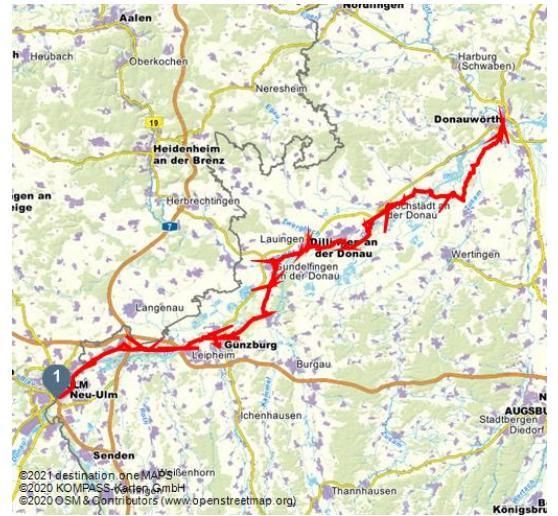 Aalen
Nördlingen
Heubach
Oberkochen
Harburg
(Schwaben)
Neresheim
Egau
Donauwörth
19
Heidenheim
an der Brenz
Herbrechtingen
7
Höchstädt an
der Donau
Lauingen
Dillingen an
der Donau
Gundelfingen
an der Donau
Wertingen
Langenau
Günzburg
Leipheim
1
ULM
Neu-Ulm
Burgau
Ichenhausen
AUGSBU
Stadtbergen
Diedorf
Senden
Weißenhorn
Thannhausen
©2021 destination.one MAPS
©2020 KOMPASS-Karten GmbH
©2020 OSM & Contributors (www.openstreetmap.org)
Königsbru